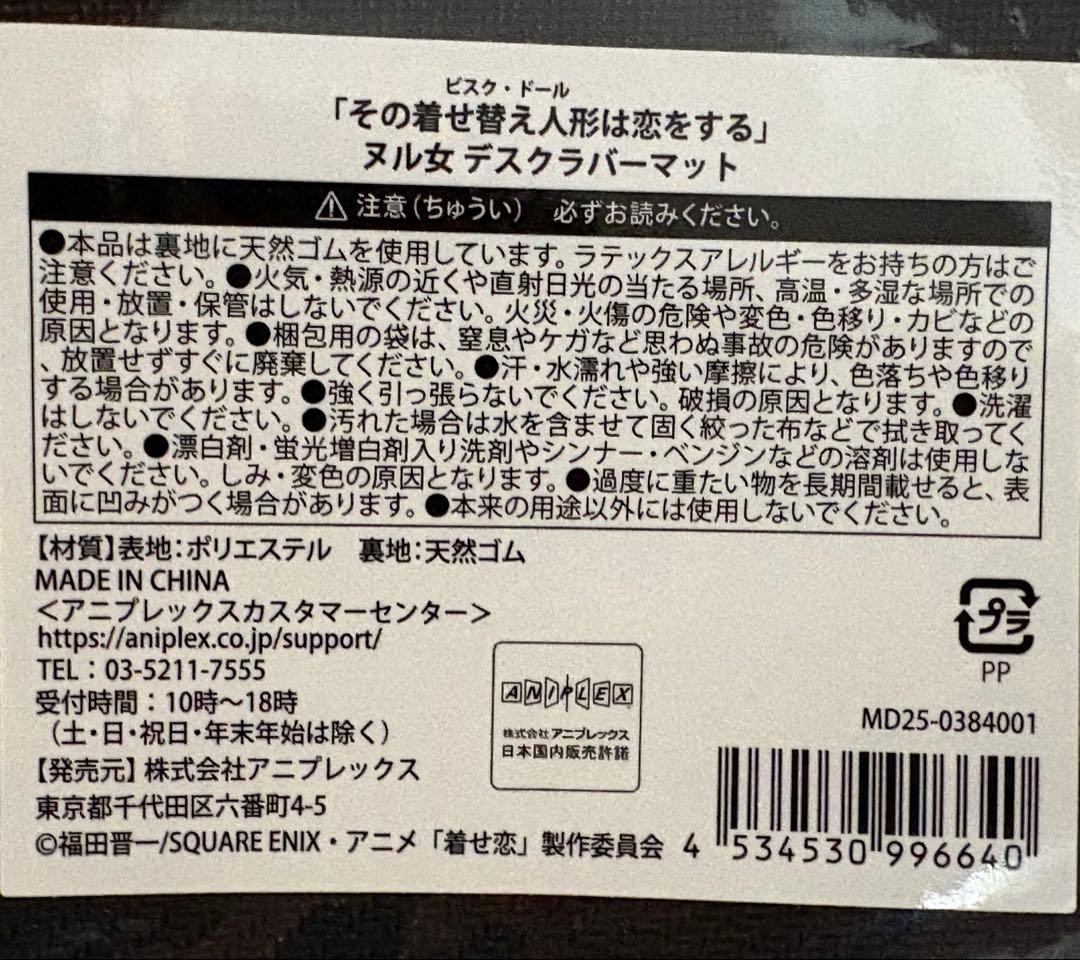 ビスク・ドール
「その着せ替え人形は恋をする」
ヌル女 デスクラバーマット
⚠ 注意(ちゅうい) 必ずお読みください。
●本品は裏地に天然ゴムを使用しています。ラテックスアレルギーをお持ちの方はご
注意ください。●火気・熱源の近くや直射日光の当たる場所、高温・多湿な場所での
使用・放置・保管はしないでください。火災・火傷の危険や変色・色移り・カビなどの
原因となります。●梱包用の袋は、窒息やケガなど思わぬ事故の危険がありますので
、放置せずすぐに廃棄してください。●汗・水濡れや強い摩擦により、色落ちや色移り
する場合があります。●強く引っ張らないでください。破損の原因となります。●洗濯
はしないでください。●汚れた場合は水を含ませて固く絞った布などで拭き取ってく
ださい。●漂白剤・蛍光増白剤入り洗剤やシンナー・ベンジンなどの溶剤は使用しな
いでください。しみ・変色の原因となります。●過度に重たい物を長期間載せると、表
面に凹みがつく場合があります。●本来の用途以外には使用しないでください。
【材質】表地:ポリエステル 裏地:天然ゴム
MADE IN CHINA
<アニプレックスカスタマーセンター>
https://aniplex.co.jp/support/
TEL:03-5211-7555
受付時間:10時～18時
(土・日・祝日・年末年始は除く)
【発売元】株式会社アニプレックス
東京都千代田区六番町4-5
©福田晋一/SQUARE ENIX・アニメ「着せ恋」製作委員会
ANIPLEX
株式会社 アニプレックス
日本国内販売許諾
プラ
PP
MD25-0384001
4 534530 996640